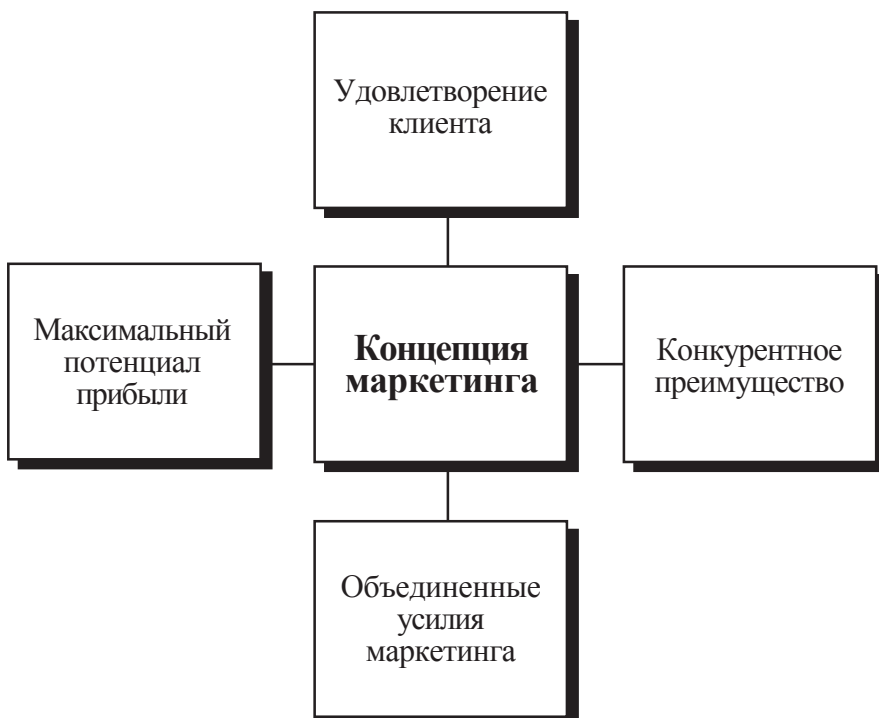 Удовлетворение
клиента
Максимальный
потенциал
прибыли
Концепция
маркетинга
Конкурентное
преимущество
Объединенные
усилия
маркетинга